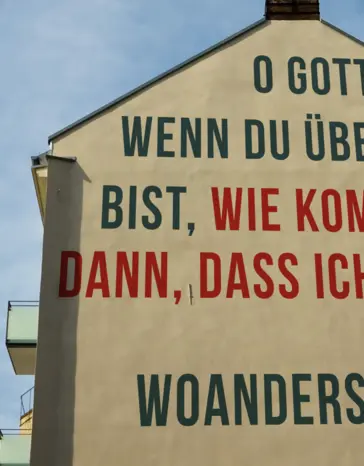 O GOTT
WENN DU ÜBE
BIST, WIE KOM
DANN, DASS ICH
WOANDERS